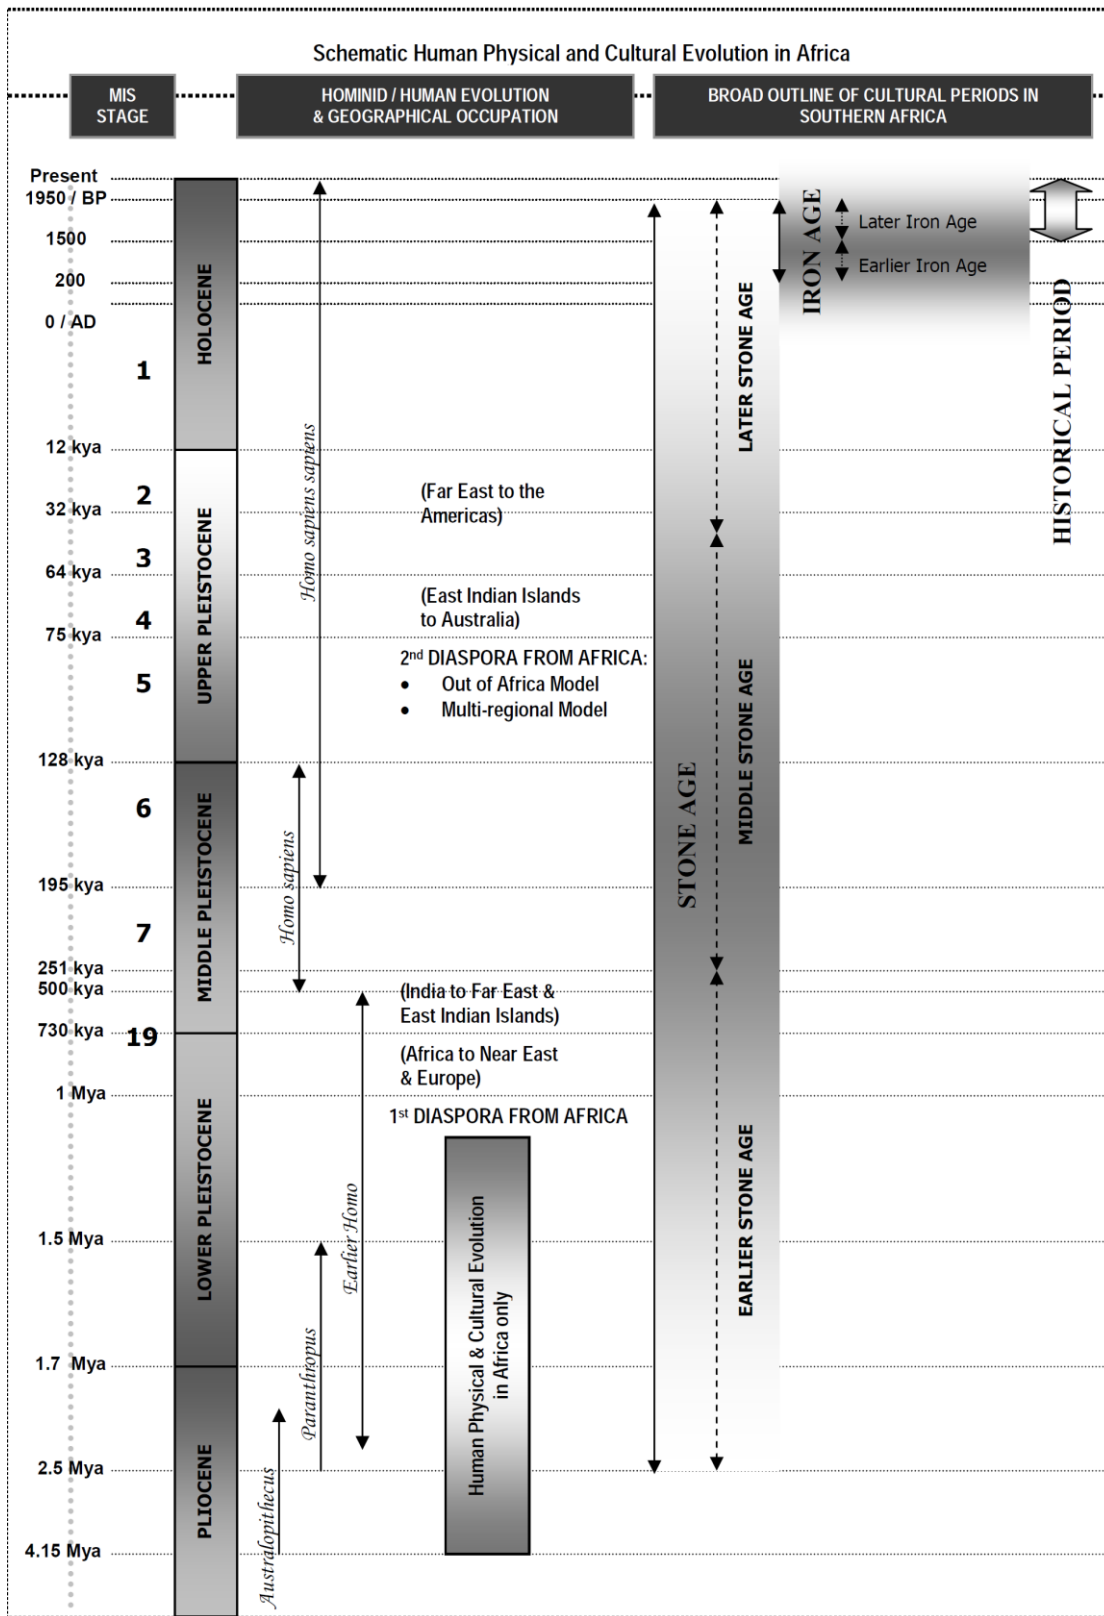 Schematic Human Physical and Cultural Evolution in Africa
MIS
STAGE
HOMINID / HUMAN EVOLUTION
& GEOGRAPHICAL OCCUPATION
BROAD OUTLINE OF CULTURAL PERIODS IN
SOUTHERN AFRICA
Present
1950 / BP
1500
200
0 / AD
1
12 kya
2
32 kya
3
64 kya
4
75 kya
5
128 kya
6
195 kya
7
251 kya
500 kya
730 kya
19
1 Mya
1.5 Mya
1.7 Mya
2.5 Mya
4.15 Mya
HOLOCENE
UPPER PLEISTOCENE
MIDDLE PLEISTOCENE
LOWER PLEISTOCENE
PLIOCENE
Homo sapiens sapiens
Homo sapiens
Earlier Homo
Paranthropus
Australopithecus
(Far East to the
Americas)
(East Indian Islands
to Australia)
2nd DIASPORA FROM AFRICA:
• Out of Africa Model
• Multi-regional Model
(India to Far East &
East Indian Islands)
(Africa to Near East
& Europe)
1st DIASPORA FROM AFRICA
Human Physical & Cultural Evolution
in Africa only
STONE AGE
LATER STONE AGE
MIDDLE STONE AGE
EARLIER STONE AGE
IRON AGE
Later Iron Age
Earlier Iron Age
HISTORICAL PERIOD